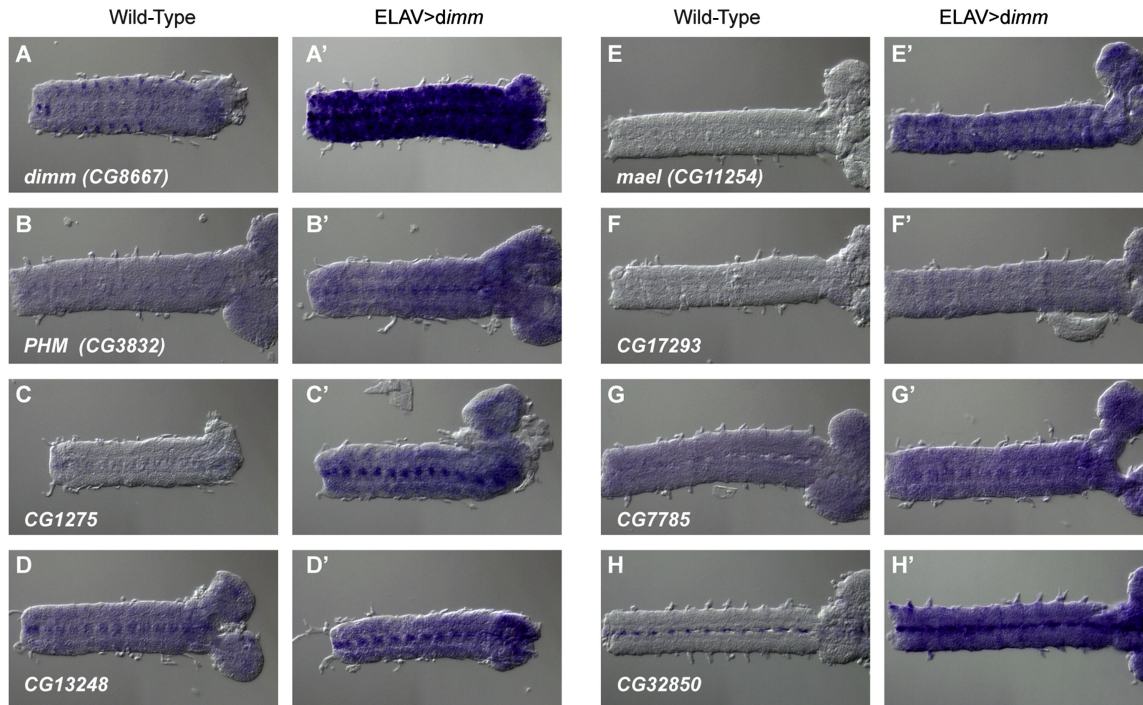 Wild-Type ELAV>dimm Wild-Type ELAV>dimm
A A' E E'
dimm (CG8667) mael (CG11254)
B B' F F'
PHM (CG3832) CG17293
C C' G G'
CG1275 CG7785
D D' H H'
CG13248 CG32850